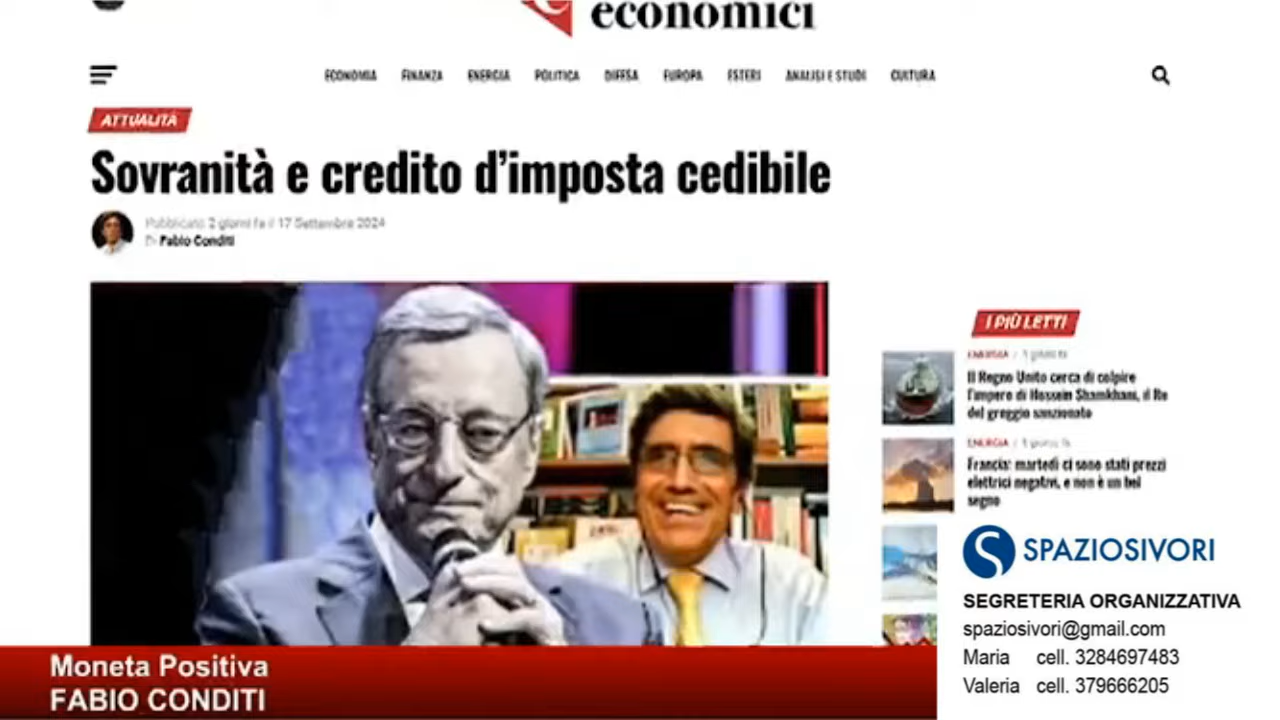 economici
ECONOMIA FINANZA ENERGIA POLITICA DIFESA EUROPA ESTERI ANALISI E STUDI CULTURA
ATTUALITÀ
Sovranità e credito d'imposta cedibile
Pubblicato 2 giorni fa il 17 Settembre 2024
Di Fabio Conditi
I PIÙ LETTI
ENERGIA
Il Regno Unito cerca di colpire
l'impero di Hossein Shamkhani, il Re
del greggio sanzionato
ENERGIA
Francia: martedì ci sono stati prezzi
elettrici negativi, e non è un bel
segno
SPAZIOSIVORI
SEGRETERIA ORGANIZZATIVA
spaziosivori@gmail.com
Maria cell. 3284697483
Valeria cell. 379666205
Moneta Positiva
FABIO CONDITI